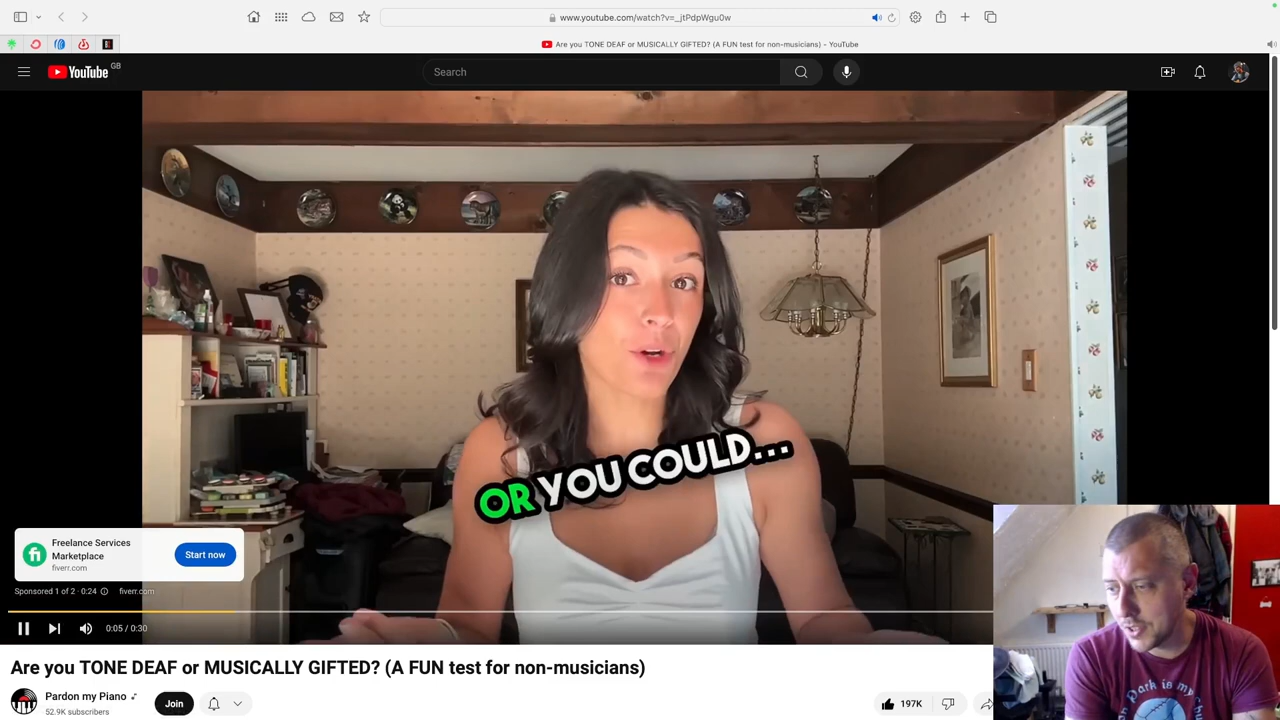 www.youtube.com/watch?v=_jtPdpWgu0w
Are you TONE DEAF or MUSICALLY GIFTED? (A FUN test for non-musicians) - YouTube
YouTube GB
Search
OR YOU COULD...
Freelance Services
Marketplace
fiverr.com
Start now
Sponsored 1 of 2 · 0:24
fiverr.com
0:05 / 0:30
Are you TONE DEAF or MUSICALLY GIFTED? (A FUN test for non-musicians)
Pardon my Piano
52.9K subscribers
Join
197K
Park is my